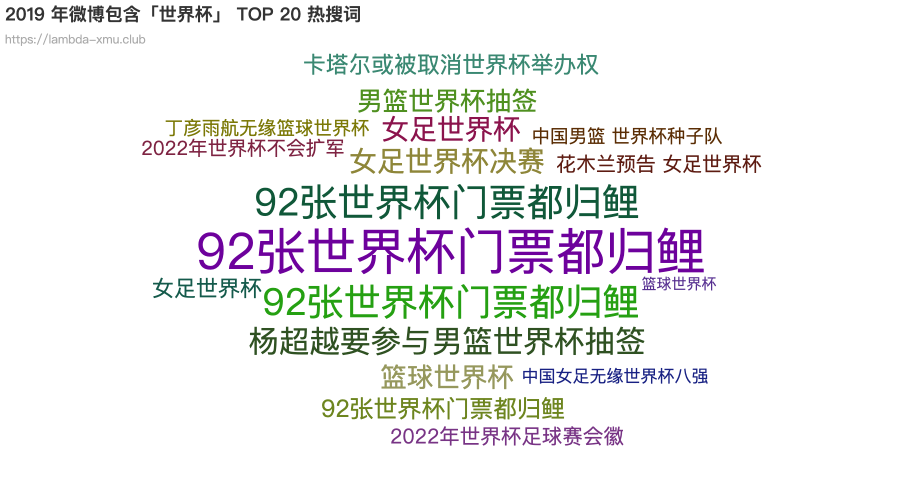 2019 年微博包含「世界杯」 TOP 20 热搜词
https://lambda-xmu.club
卡塔尔或被取消世界杯举办权
男篮世界杯抽签
丁彦雨航无缘篮球世界杯
女足世界杯
中国男篮 世界杯种子队
2022年世界杯不会扩军
女足世界杯决赛
花木兰预告 女足世界杯
92张世界杯门票都归鲤
92张世界杯门票都归鲤
女足世界杯
92张世界杯门票都归鲤
篮球世界杯
杨超越要参与男篮世界杯抽签
篮球世界杯
中国女足无缘世界杯八强
92张世界杯门票都归鲤
2022年世界杯足球赛会徽